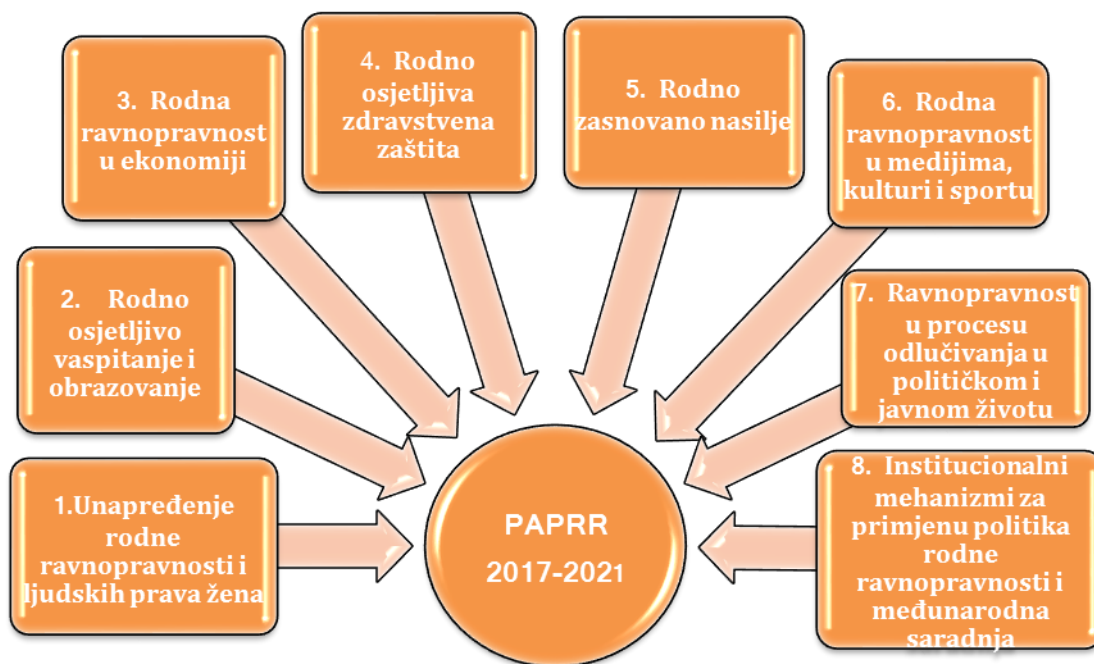 1.Unapređenje
rodne
ravnopravnosti i
ljudskih prava žena
2. Rodno
osjetljivo
vaspitanje i
obrazovanje
3. Rodna
ravnopravnost
u ekonomiji
4. Rodno
osjetljiva
zdravstvena
zaštita
5. Rodno
zasnovano nasilje
6. Rodna
ravnopravnost
u medijima,
kulturi i sportu
7. Ravnopravnost
u procesu
odlučivanja u
političkom i
javnom životu
8. Institucionalni
mehanizmi za
primjenu politika
rodne
ravnopravnosti i
međunarodna
saradnja
PAPRR
2017-2021